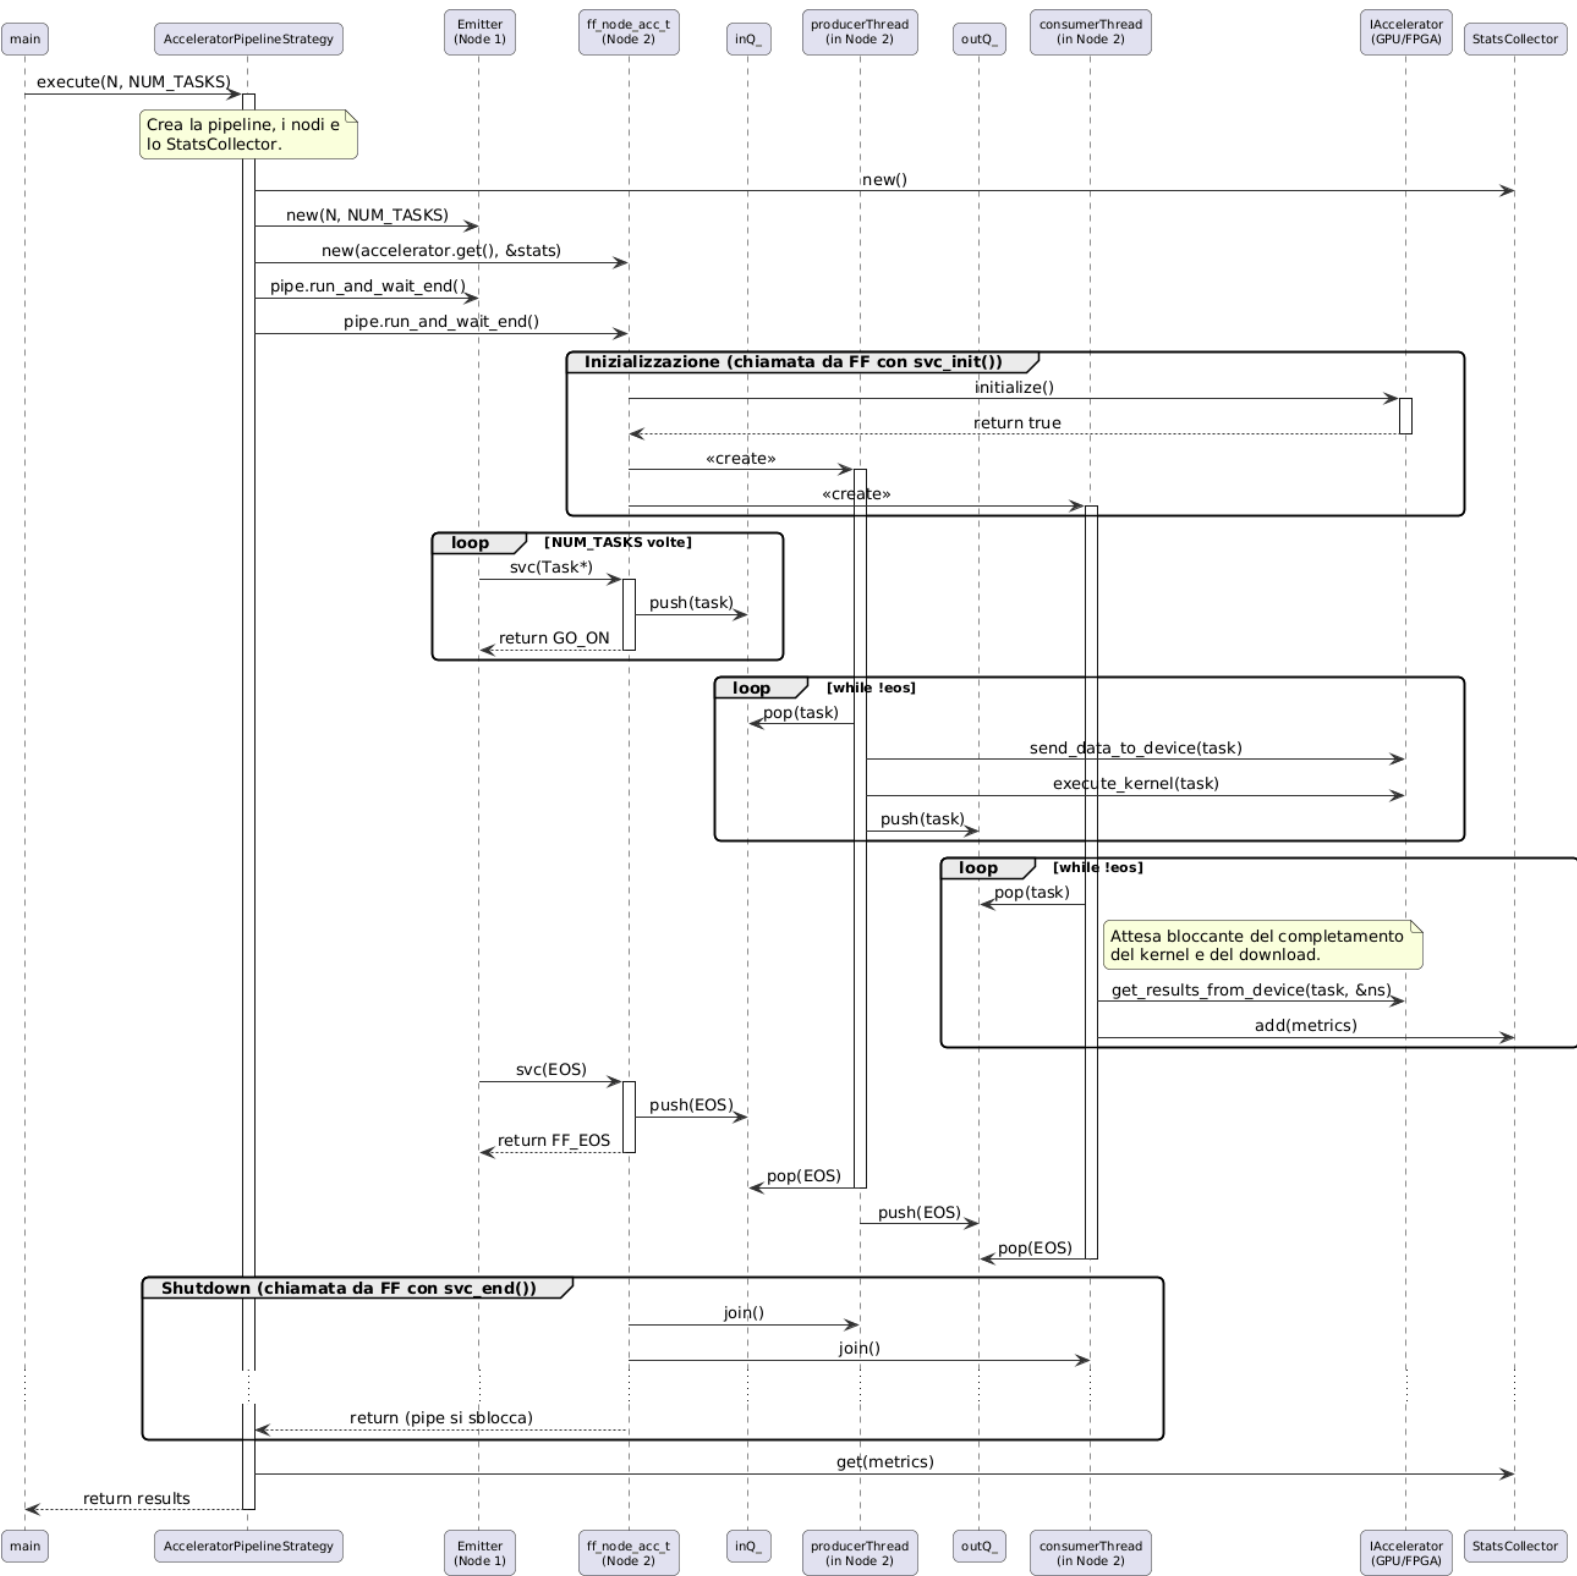 main
AcceleratorPipelineStrategy
Emitter
(Node 1)
ff_node_acc_t
(Node 2)
inQ_
producerThread
(in Node 2)
outQ_
consumerThread
(in Node 2)
IAccelerator
(GPU/FPGA)
StatsCollector
execute(N, NUM_TASKS)
Crea la pipeline, i nodi e
lo StatsCollector.
new()
new(N, NUM_TASKS)
new(accelerator.get(), &stats)
pipe.run_and_wait_end()
pipe.run_and_wait_end()
Inizializzazione (chiamata da FF con svc_init())
initialize()
return true
«create»
«create»
loop [NUM_TASKS volte]
svc(Task*)
push(task)
return GO_ON
loop [while !eos]
pop(task)
send_data_to_device(task)
execute_kernel(task)
push(task)
loop [while !eos]
pop(task)
Attesa bloccante del completamento
del kernel e del download.
get_results_from_device(task, &ns)
add(metrics)
svc(EOS)
push(EOS)
return FF_EOS
pop(EOS)
push(EOS)
pop(EOS)
Shutdown (chiamata da FF con svc_end())
join()
join()
return (pipe si sblocca)
get(metrics)
return results
main
AcceleratorPipelineStrategy
Emitter
(Node 1)
ff_node_acc_t
(Node 2)
inQ_
producerThread
(in Node 2)
outQ_
consumerThread
(in Node 2)
IAccelerator
(GPU/FPGA)
StatsCollector